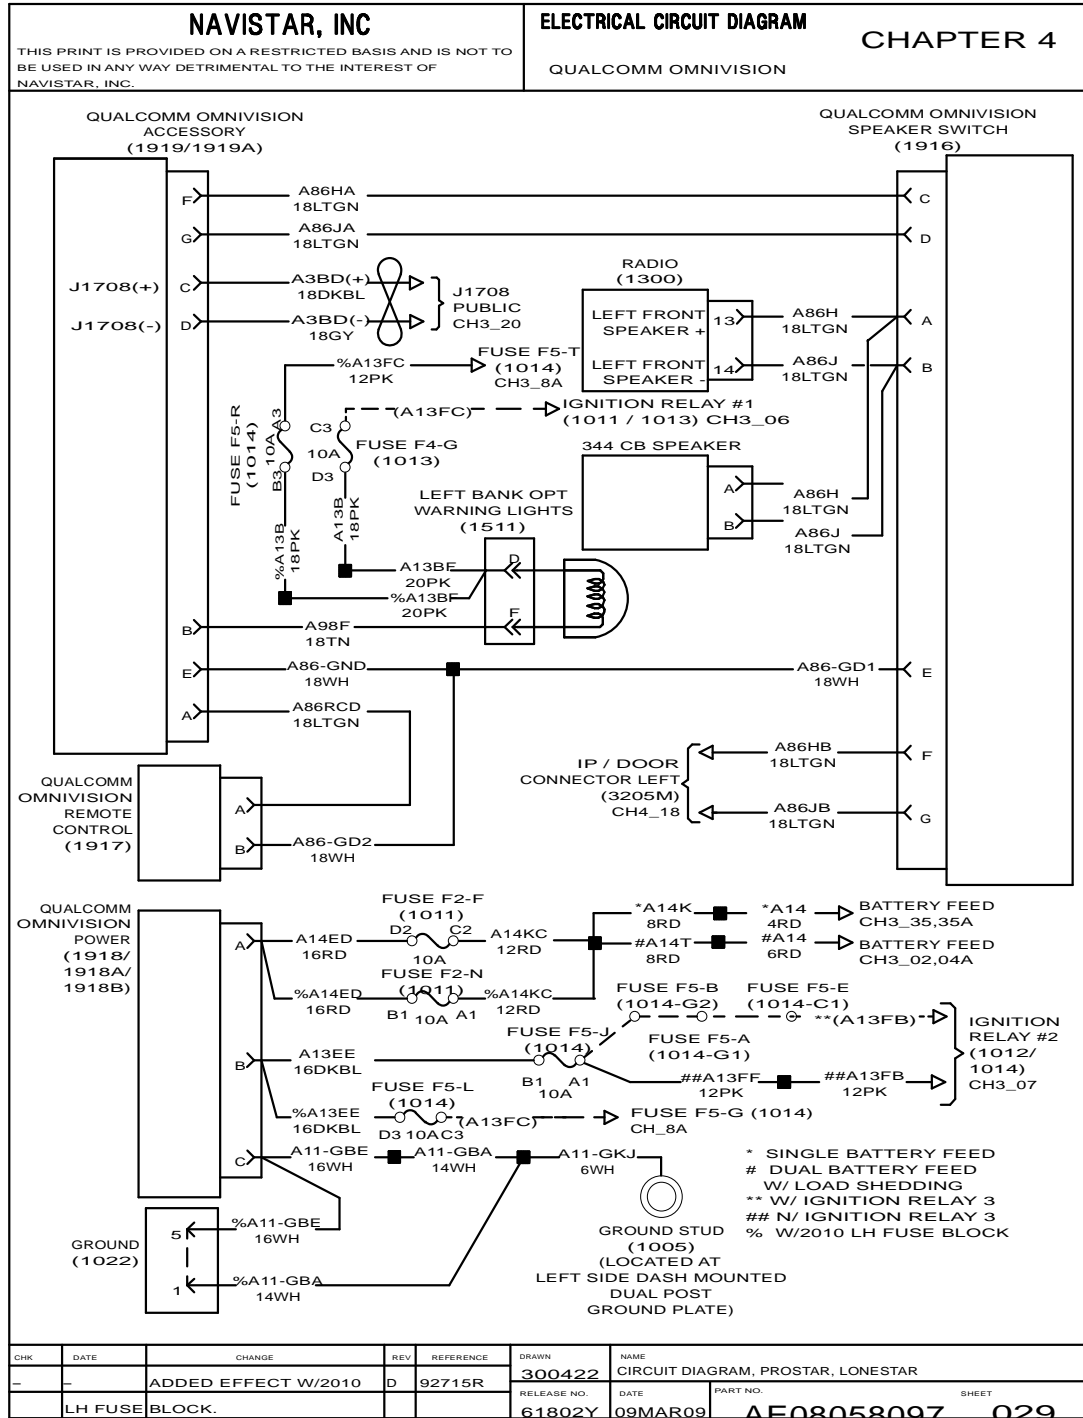 NAVISTAR, INC
THIS PRINT IS PROVIDED ON A RESTRICTED BASIS AND IS NOT TO
BE USED IN ANY WAY DETRIMENTAL TO THE INTEREST OF
NAVISTAR, INC.
ELECTRICAL CIRCUIT DIAGRAM
QUALCOMM OMNIVISION
CHAPTER 4
QUALCOMM OMNIVISION
ACCESSORY
(1919/1919A)
QUALCOMM OMNIVISION
SPEAKER SWITCH
(1916)
F
A86HA
18LTGN
C
G
A86JA
18LTGN
D
J1708(+)
C
A3BD(+)
18DKBL
J1708(-)
D
A3BD(-)
18GY
J1708
PUBLIC
CH3_20
RADIO
(1300)
LEFT FRONT
SPEAKER +
13
A86H
18LTGN
A
LEFT FRONT
SPEAKER -
14
A86J
18LTGN
B
%A13FC
12PK
FUSE F5-T
(1014)
CH3_8A
(A13FC)
IGNITION RELAY #1
(1011 / 1013) CH3_06
FUSE F5-R
(1014)
10A
A3
B3
C3
10A
D3
FUSE F4-G
(1013)
344 CB SPEAKER
A
A86H
18LTGN
B
A86J
18LTGN
%A13B
18PK
A13B
18PK
LEFT BANK OPT
WARNING LIGHTS
(1511)
A13BF
20PK
D
%A13BF
20PK
F
B
A98F
18TN
E
A86-GND
18WH
A86-GD1
18WH
E
A
A86RCD
18LTGN
IP / DOOR
CONNECTOR LEFT
(3205M)
CH4_18
A86HB
18LTGN
F
A86JB
18LTGN
G
QUALCOMM
OMNIVISION
REMOTE
CONTROL
(1917)
A
B
A86-GD2
18WH
QUALCOMM
OMNIVISION
POWER
(1918/
1918A/
1918B)
A
A14ED
16RD
FUSE F2-F
(1011)
D2
C2
10A
A14KC
12RD
*A14K
8RD
*A14
4RD
BATTERY FEED
CH3_35,35A
#A14T
8RD
#A14
6RD
BATTERY FEED
CH3_02,04A
%A14ED
16RD
FUSE F2-N
(1011)
B1
10A
A1
%A14KC
12RD
FUSE F5-B
(1014-G2)
FUSE F5-E
(1014-C1)
**(A13FB)
FUSE F5-A
(1014-G1)
IGNITION
RELAY #2
(1012/
1014)
CH3_07
B
A13EE
16DKBL
FUSE F5-J
(1014)
B1
A1
10A
##A13FF
12PK
##A13FB
12PK
%A13EE
16DKBL
FUSE F5-L
(1014)
D3
10A
C3
(A13FC)
FUSE F5-G (1014)
CH_8A
C
A11-GBE
16WH
A11-GBA
14WH
A11-GKJ
6WH
GROUND
(1022)
5
%A11-GBE
16WH
1
%A11-GBA
14WH
GROUND STUD
(1005)
(LOCATED AT
LEFT SIDE DASH MOUNTED
DUAL POST
GROUND PLATE)
* SINGLE BATTERY FEED
# DUAL BATTERY FEED
W/ LOAD SHEDDING
** W/ IGNITION RELAY 3
## N/ IGNITION RELAY 3
% W/2010 LH FUSE BLOCK
CHK
DATE
CHANGE
REV
REFERENCE
–
–
ADDED EFFECT W/2010
D
92715R
LH FUSE BLOCK.
DRAWN
300422
NAME
CIRCUIT DIAGRAM, PROSTAR, LONESTAR
RELEASE NO.
61802Y
DATE
09MAR09
PART NO.
AE08058097
SHEET
029